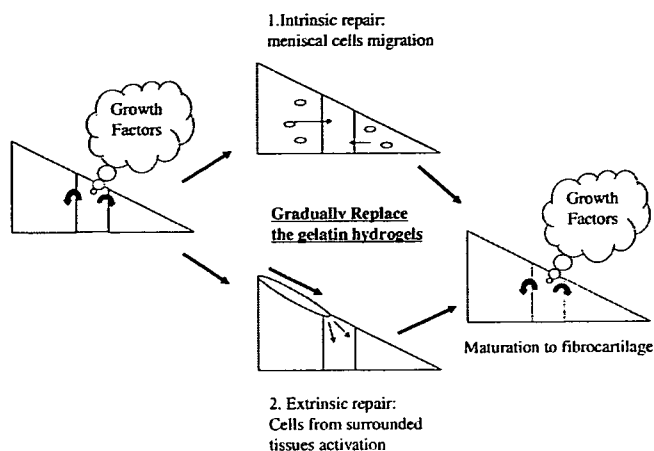 1.Intrinsic repair:
meniscal cells migration
Growth
Factors
Gradually Replace
the gelatin hydrogels
Growth
Factors
Maturation to fibrocartilage
2. Extrinsic repair:
Cells from surrounded
tissues activation